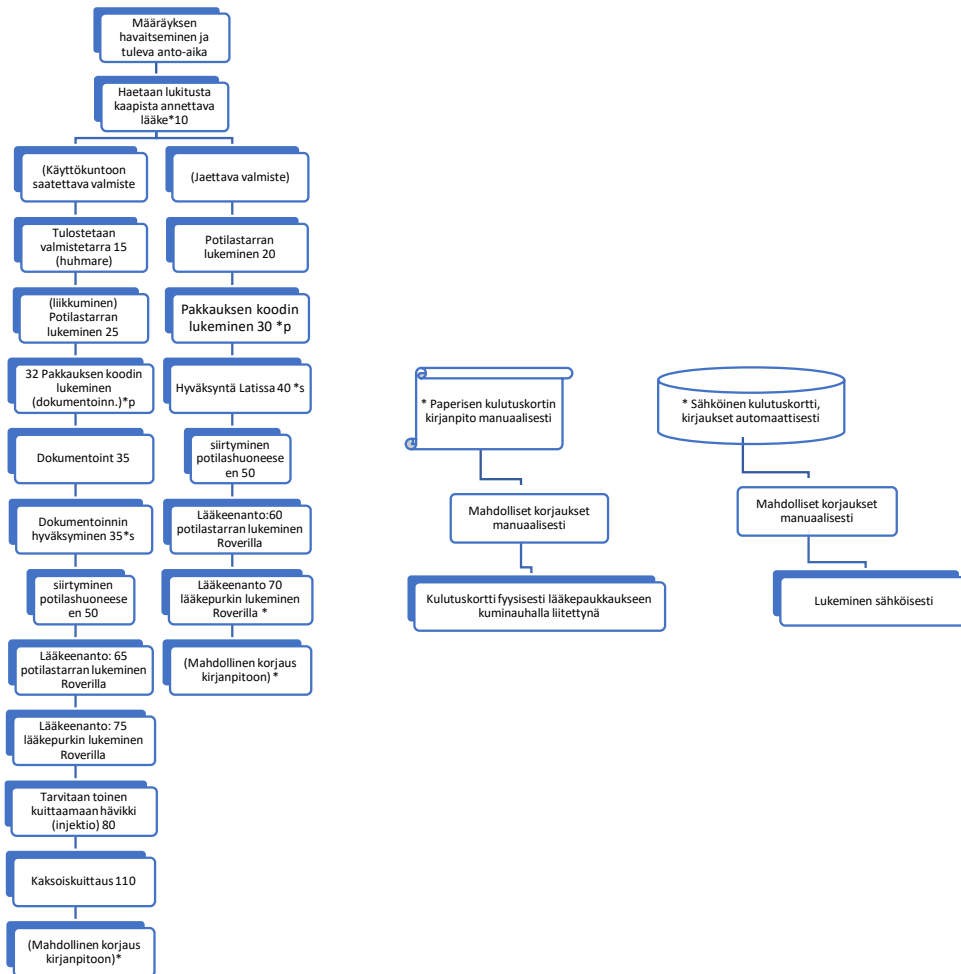 Määräyksen
havaitseminen ja
tuleva anto-aika
Haetaan lukitusta
kaapista annettava
lääke*10
(Käyttökuntoon
saatettava valmiste
Tulostetaan
valmistetarra 15
(huhmare)
(liikkuminen)
Potilastarran
lukeminen 25
32 Pakkauksen koodin
lukeminen
(dokumentoinn.)*p
Dokumentoint 35
Dokumentoinnin
hyväksyminen 35*s
siirtyminen
potilashuoneese
en 50
Lääkeenanto: 65
potilastarran lukeminen
Roverilla
Lääkeenanto: 75
lääkepurkin lukeminen
Roverilla
Tarvitaan toinen
kuittaamaan hävikki
(injektio) 80
Kaksoiskuittaus 110
(Mahdollinen korjaus
kirjanpitoon)*
(Jaettava valmiste)
Potilastarran
lukeminen 20
Pakkauksen koodin
lukeminen 30 *p
Hyväksyntä Latissa 40 *s
siirtyminen
potilashuoneese
en 50
Lääkeenanto:60
potilastarran lukeminen
Roverilla
Lääkeenanto 70
lääkepurkin lukeminen
Roverilla *
(Mahdollinen korjaus
kirjanpitoon) *
* Paperisen kulutuskortin
kirjanpito manuaalisesti
Mahdolliset korjaukset
manuaalisesti
Kulutuskortti fyysisesti lääkepaukkaukseen
kuminauhalla liitettynä
* Sähköinen kulutuskortti,
kirjaukset automaattisesti
Mahdolliset korjaukset
manuaalisesti
Lukeminen sähköisesti